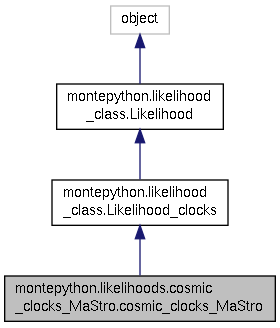 object
montepython.likelihood
_class.Likelihood
montepython.likelihood
_class.Likelihood_clocks
montepython.likelihoods.cosmic
_clocks_MaStro.cosmic_clocks_MaStro